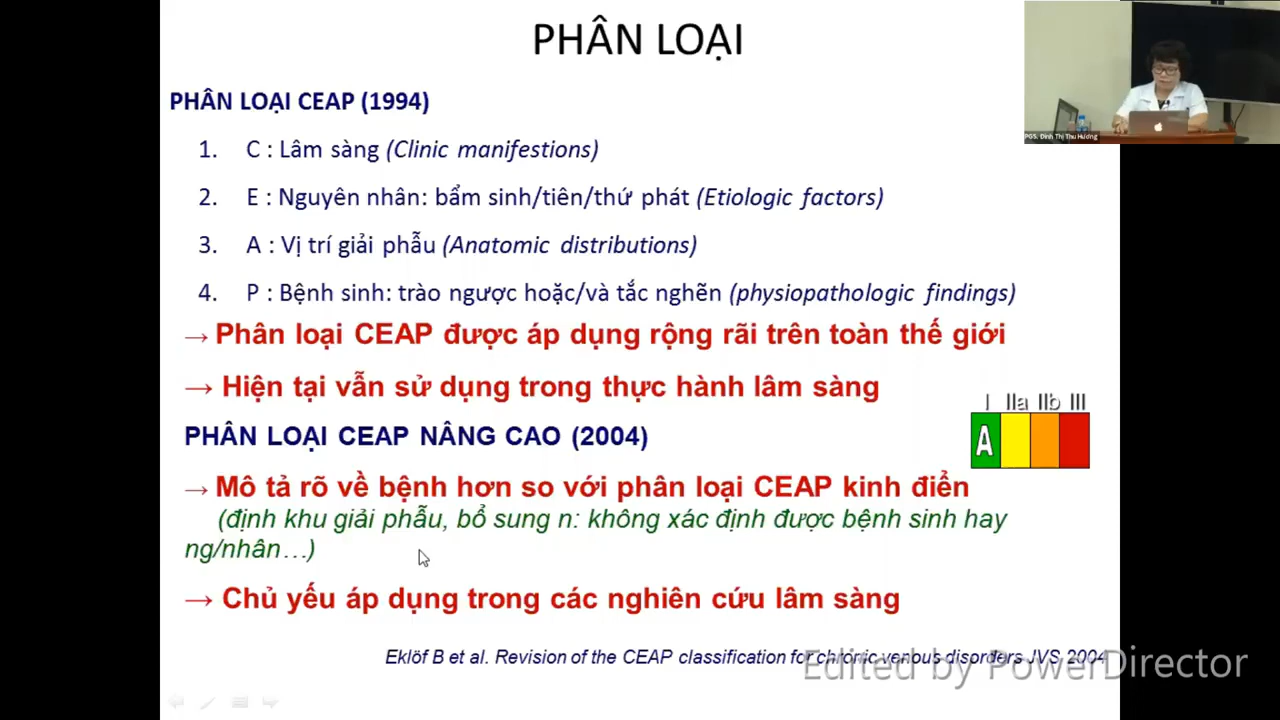 PHÂN LOẠI
PHÂN LOẠI CEAP (1994)
1. C : Lâm sàng (Clinic manifestions)
2. E : Nguyên nhân: bẩm sinh/tiên/thứ phát (Etiologic factors)
3. A : Vị trí giải phẫu (Anatomic distributions)
4. P : Bệnh sinh: trào ngược hoặc/và tắc nghẽn (physiopathologic findings)
→ Phân loại CEAP được áp dụng rộng rãi trên toàn thế giới
→ Hiện tại vẫn sử dụng trong thực hành lâm sàng
I IIa IIb III
A
PHÂN LOẠI CEAP NÂNG CAO (2004)
→ Mô tả rõ về bệnh hơn so với phân loại CEAP kinh điển
(định khu giải phẫu, bổ sung n: không xác định được bệnh sinh hay
ng/nhân…)
→ Chủ yếu áp dụng trong các nghiên cứu lâm sàng
Eklöf B et al. Revision of the CEAP classification for chronic venous disorders JVS 2004
Edited by PowerDirector
PGS. Đinh Thị Thu Hương